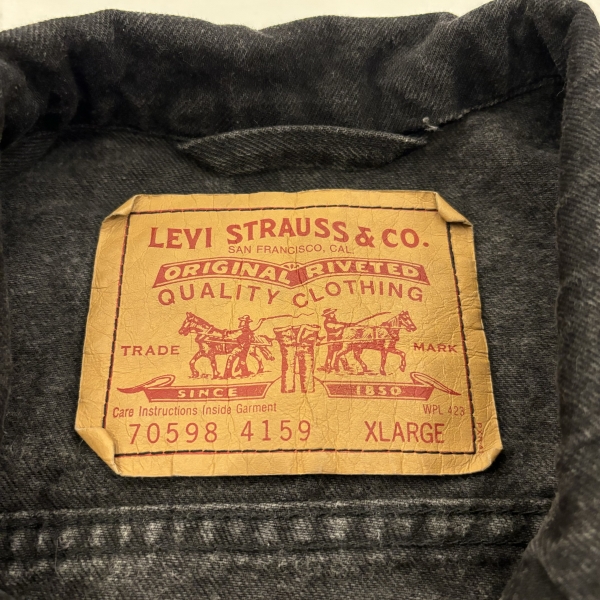 LEVI STRAUSS & CO.
SAN FRANCISCO, CAL.
ORIGINAL RIVETED
QUALITY CLOTHING
TRADE MARK
SINCE 1850
Care Instructions Inside Garment WPL 423
70598 4159 XLARGE